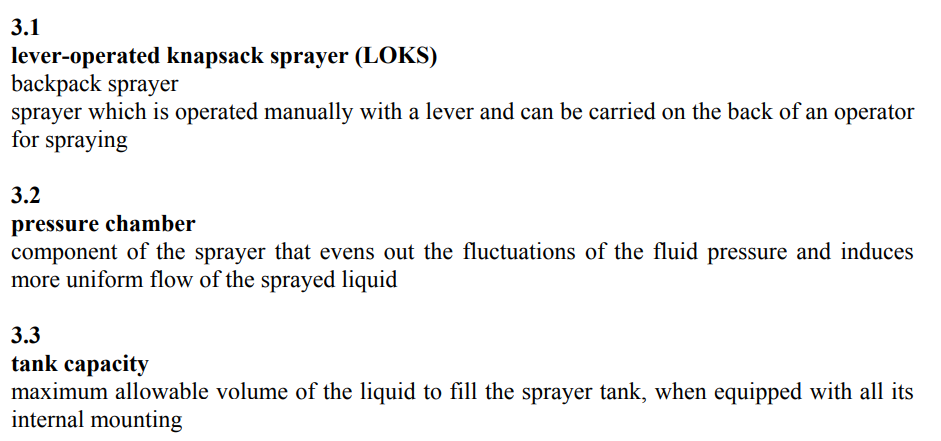 3.1
lever-operated knapsack sprayer (LOKS)
backpack sprayer
sprayer which is operated manually with a lever and can be carried on the back of an operator
for spraying
3.2
pressure chamber
component of the sprayer that evens out the fluctuations of the fluid pressure and induces
more uniform flow of the sprayed liquid
3.3
tank capacity
maximum allowable volume of the liquid to fill the sprayer tank, when equipped with all its
internal mounting